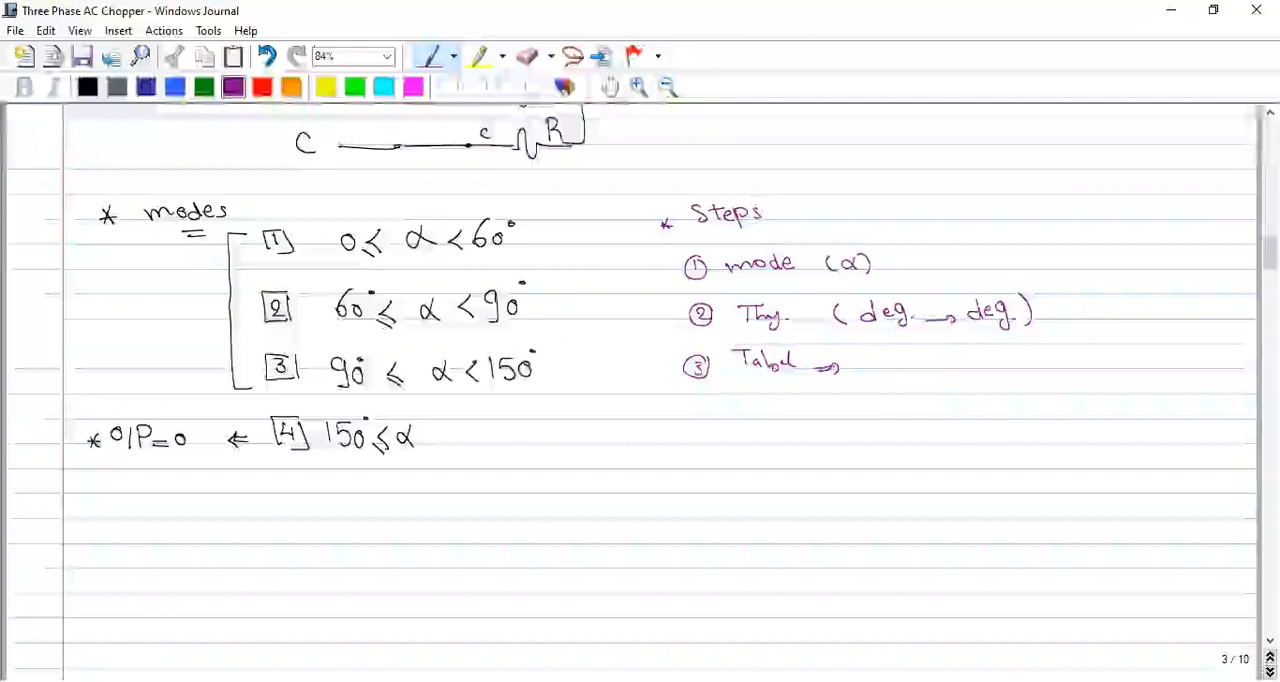 Three Phase AC Chopper - Windows Journal
File Edit View Insert Actions Tools Help
84%
C c R
* modes
[1] 0 ≤ α < 60°
[2] 60° ≤ α < 90°
[3] 90° ≤ α < 150°
* O/P = 0 ⇐ [4] 150° ≤ α
* Steps
① mode (α)
② Thy. (deg. → deg.)
③ Tabel ⇒
3 / 10